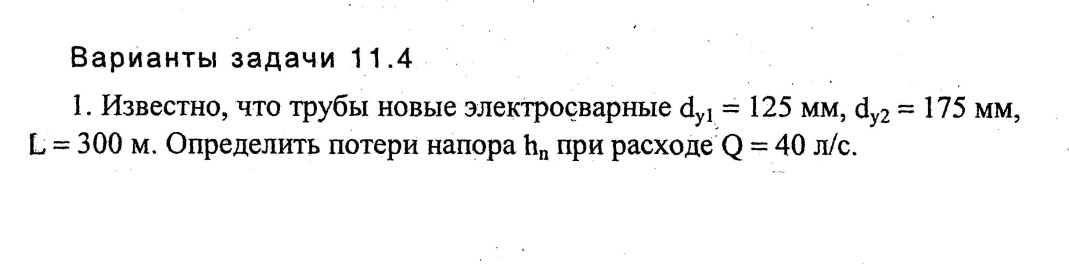 Варианты задачи 11.4
1. Известно, что трубы новые электросварные dу1 = 125 мм, dу2 = 175 мм,
L = 300 м. Определить потери напора hп при расходе Q = 40 л/с.